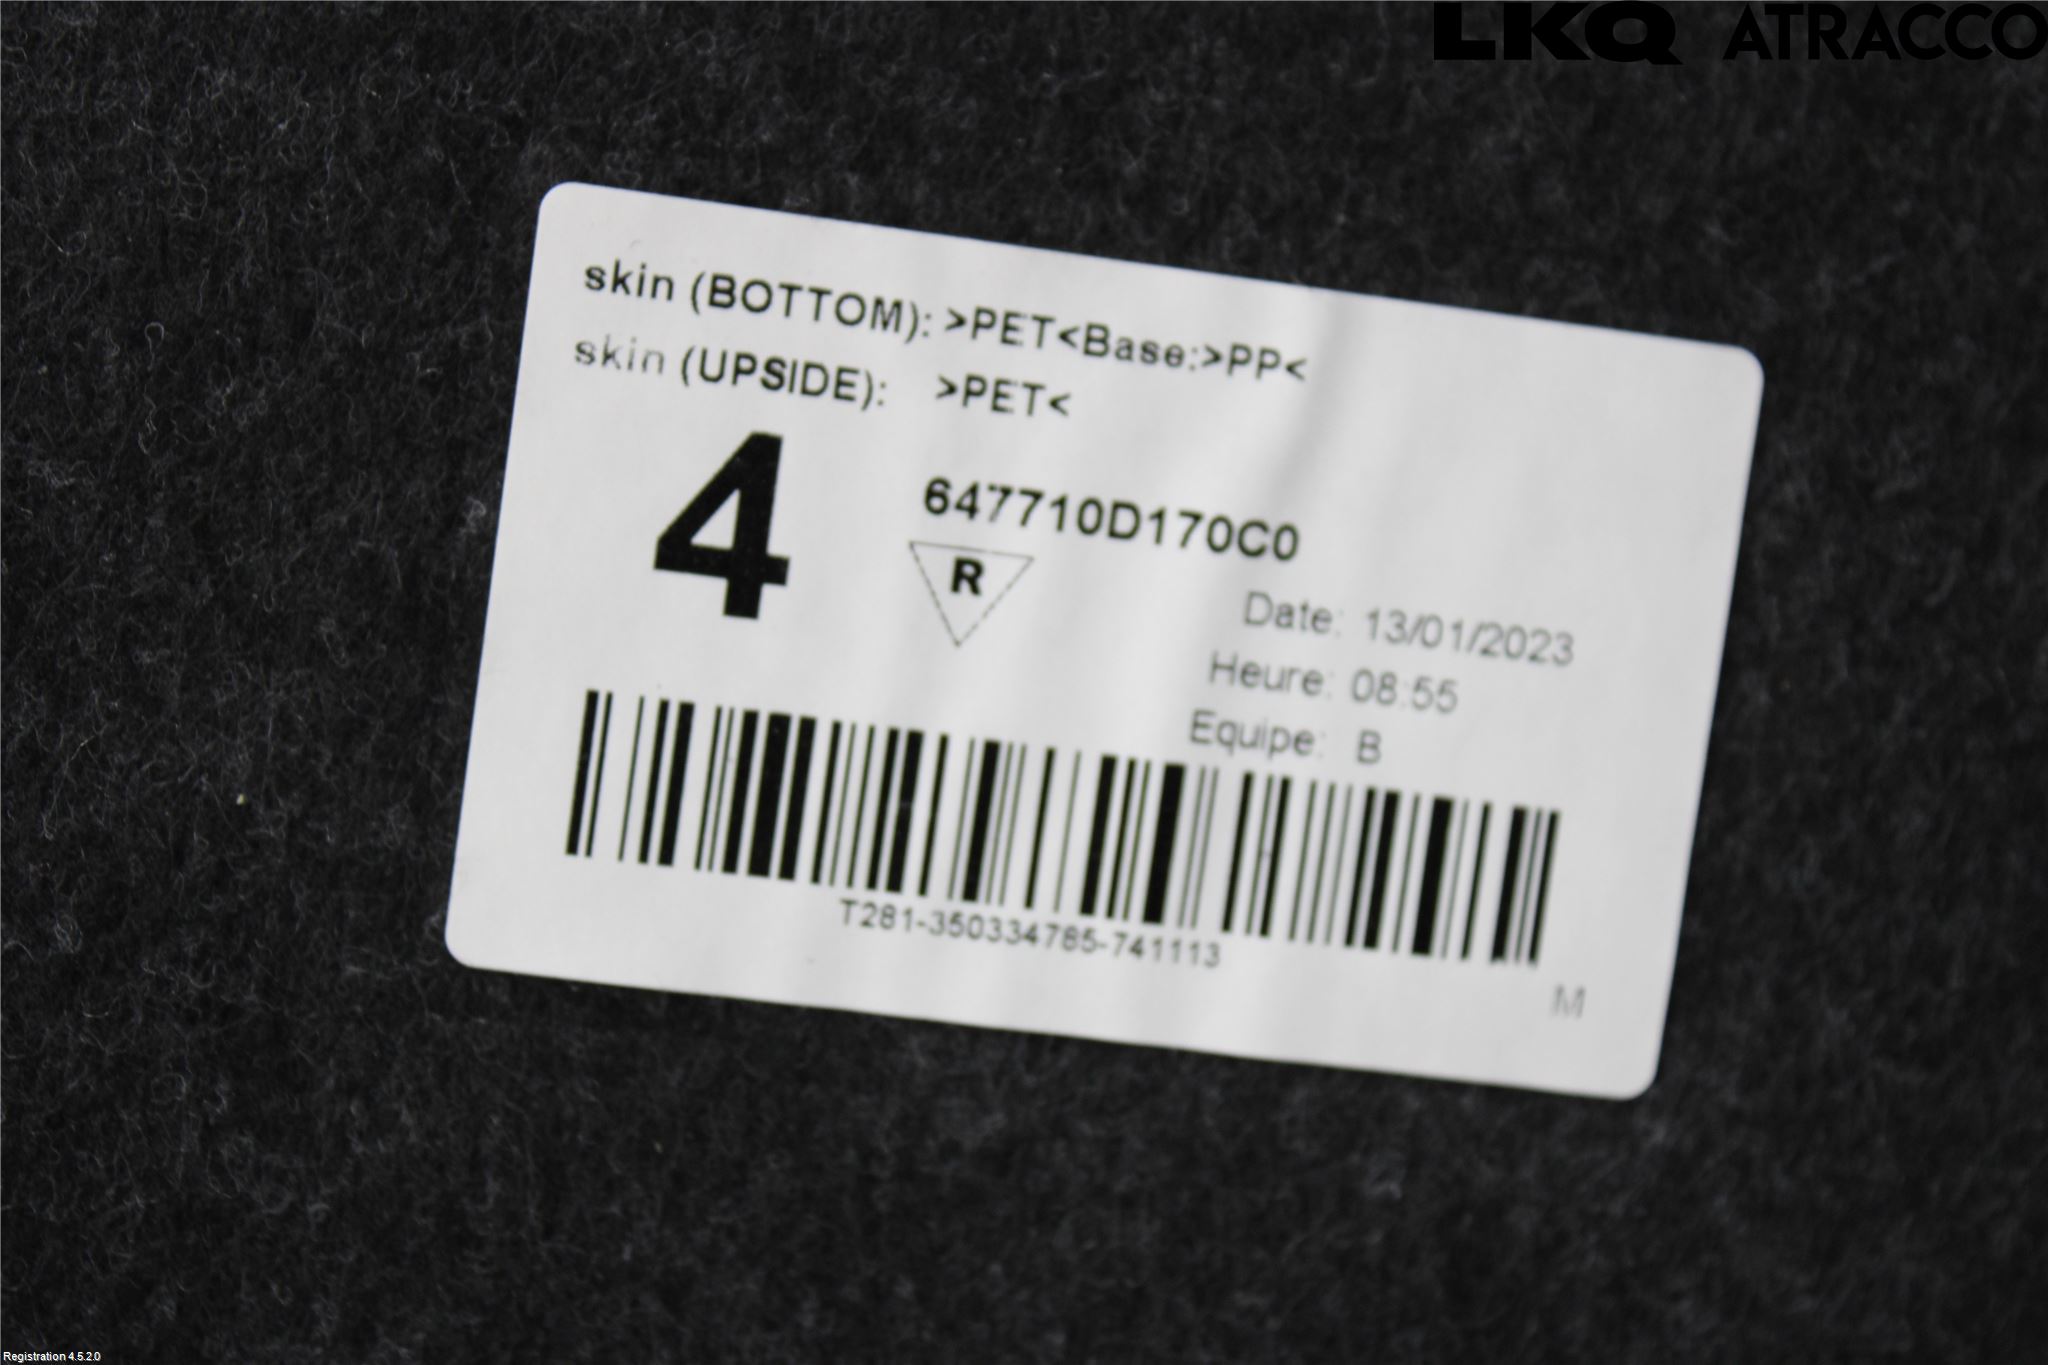 LKQ ATRACCO
skin (BOTTOM): >PET<Base:>PP<
skin (UPSIDE): >PET<
4
647710D170C0
R
Date: 13/01/2023
Heure: 08:55
Equipe: B
T281-350334785-741113
M
Registration 4.5.2.0